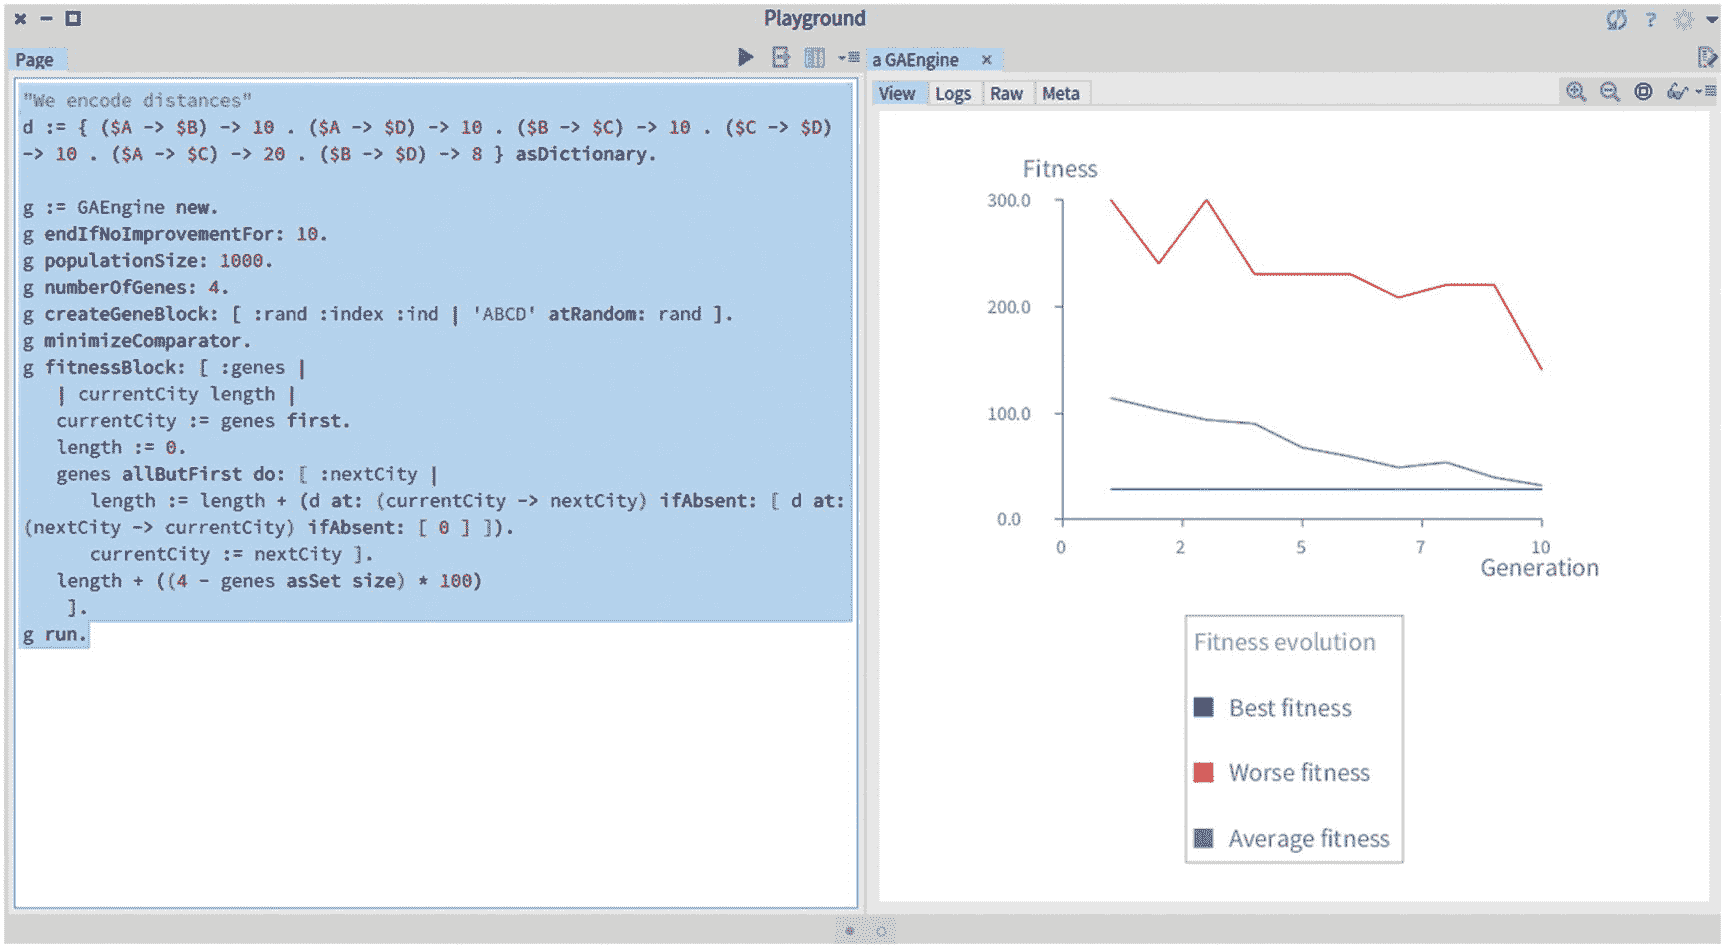 Playground
?
Page
"We encode distances"
d := { ($A -> $B) -> 10 . ($A -> $D) -> 10 . ($B -> $C) -> 10 . ($C -> $D)
-> 10 . ($A -> $C) -> 20 . ($B -> $D) -> 8 } asDictionary.
g := GAEngine new.
g endIfNoImprovementFor: 10.
g populationSize: 1000.
g numberOfGenes: 4.
g createGeneBlock: [ :rand :index :ind | 'ABCD' atRandom: rand ].
g minimizeComparator.
g fitnessBlock: [ :genes |
| currentCity length |
currentCity := genes first.
length := 0.
genes allButFirst do: [ :nextCity |
length := length + (d at: (currentCity -> nextCity) ifAbsent: [ d at:
(nextCity -> currentCity) ifAbsent: [ 0 ] ]).
currentCity := nextCity ].
length + ((4 - genes asSet size) * 100)
].
g run.
a GAEngine ×
View Logs Raw Meta
Fitness
300.0
200.0
100.0
0.0
0 2 5 7 10
Generation
Fitness evolution
Best fitness
Worse fitness
Average fitness